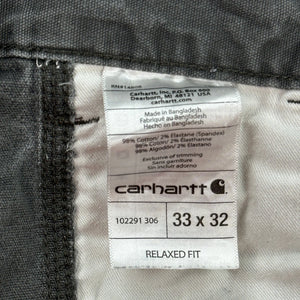 Carhartt, Inc. P.O. Box 600
Dearborn, MI 48121 USA
carhartt.com
Made in Bangladesh
Fabriqué au Bangladesh
Hecho en Bangladesh
98% Cotton/ 2% Elastane (Spandex)
98% Cotton/ 2% Élasthanne
98% Algodón/ 2% Elastano
Exclusive of trimming
Sans garniture
Sin incluir adornos
carhartt
102291 306
33 x 32
RELAXED FIT